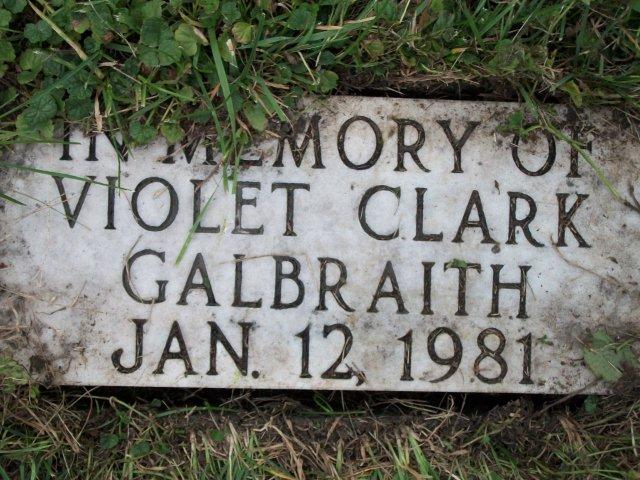 IN MEMORY OF
VIOLET CLARK
GALBRAITH
JAN. 12, 1981